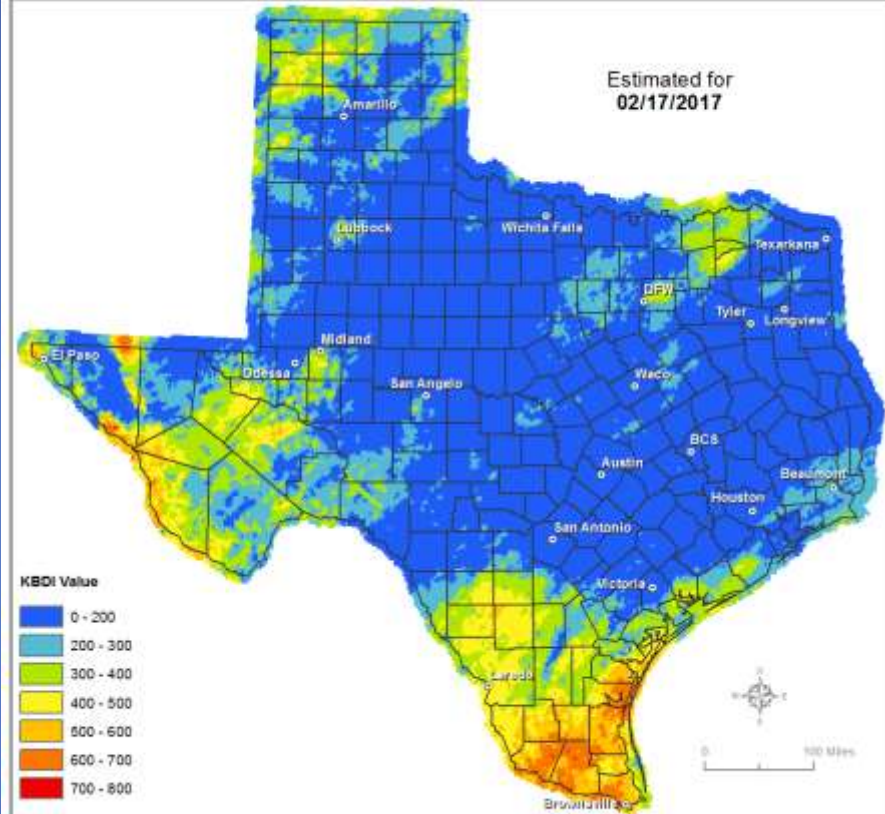 Estimated for
02/17/2017
Amarillo
Lubbock
Wichita Falls
Texarkana
DFW
Tyler
Longview
El Paso
Midland
Odessa
San Angelo
Waco
BCS
Austin
Beaumont
Houston
San Antonio
Victoria
KBDI Value
0 - 200
200 - 300
300 - 400
400 - 500
500 - 600
600 - 700
700 - 800
Laredo
0 100 Miles
Brownsville